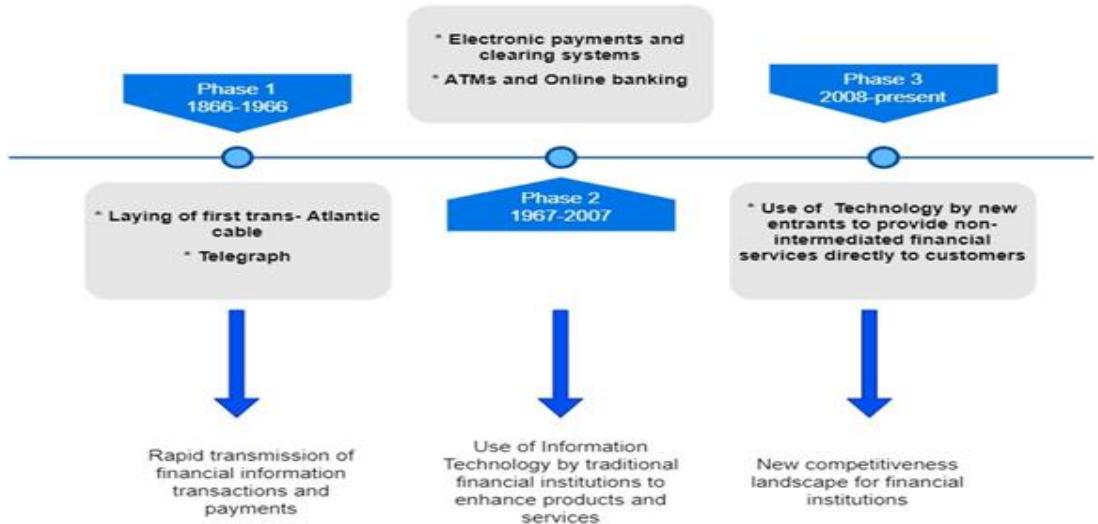 Phase 1
1866-1966
* Laying of first trans- Atlantic
cable
* Telegraph
Rapid transmission of
financial information
transactions and
payments
* Electronic payments and
clearing systems
* ATMs and Online banking
Phase 2
1967-2007
Use of Information
Technology by traditional
financial institutions to
enhance products and
services
Phase 3
2008-present
* Use of Technology by new
entrants to provide non-
intermediated financial
services directly to customers
New competitiveness
landscape for financial
institutions